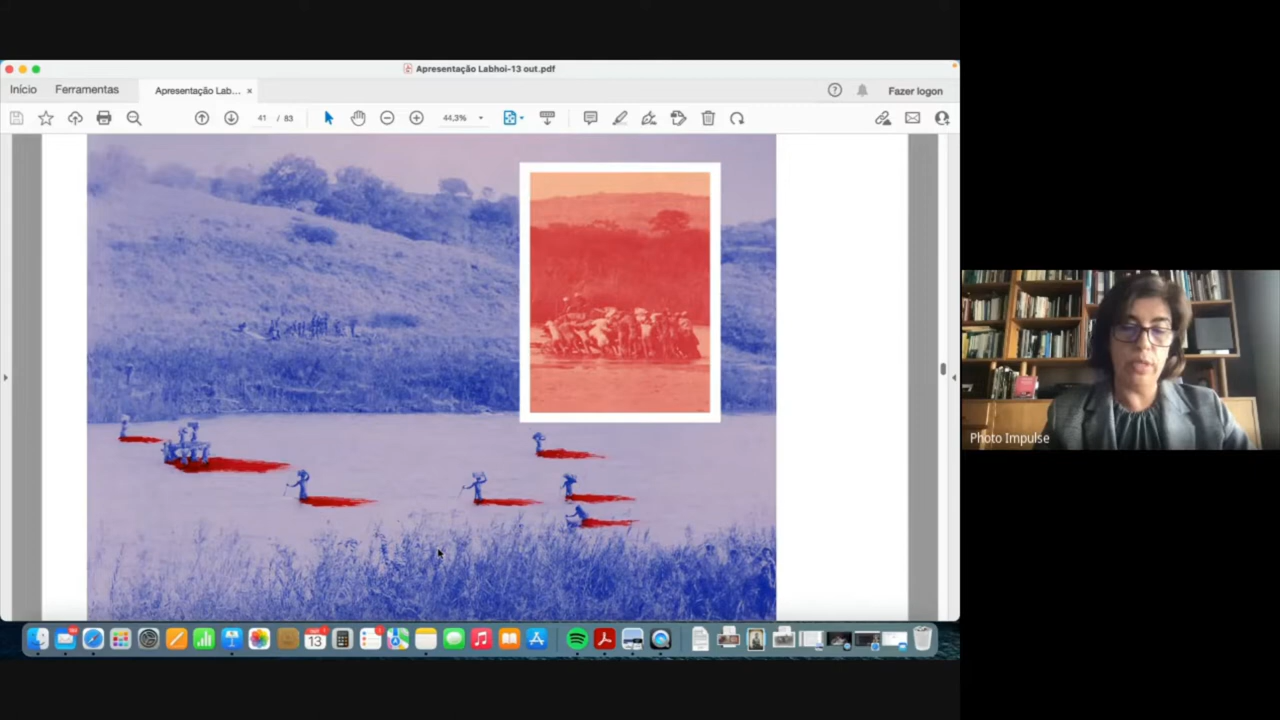 Apresentação Labhoi-13 out.pdf
Início Ferramentas Apresentação Lab... × Fazer logon
41 / 83 44,3%
Photo Impulse
13